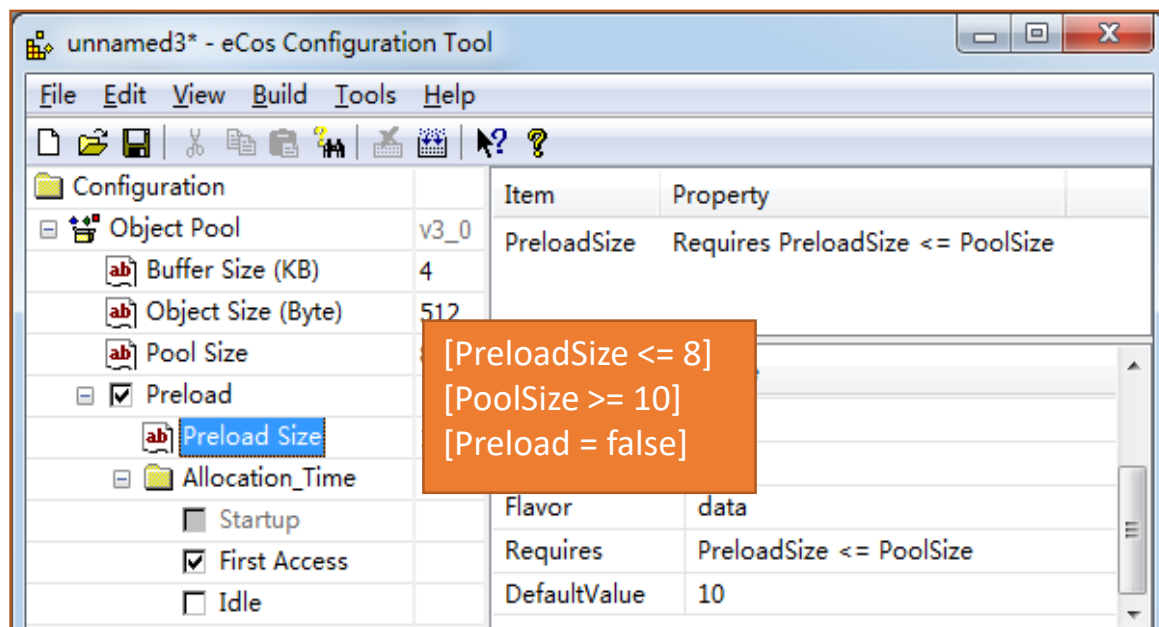 unnamed3* - eCos Configuration Tool
File Edit View Build Tools Help
Configuration
Object Pool v3_0
Buffer Size (KB) 4
Object Size (Byte) 512
Pool Size
Preload
Preload Size
Allocation_Time
Startup
First Access
Idle
Item Property
PreloadSize Requires PreloadSize <= PoolSize
[PreloadSize <= 8]
[PoolSize >= 10]
[Preload = false]
Flavor data
Requires PreloadSize <= PoolSize
DefaultValue 10